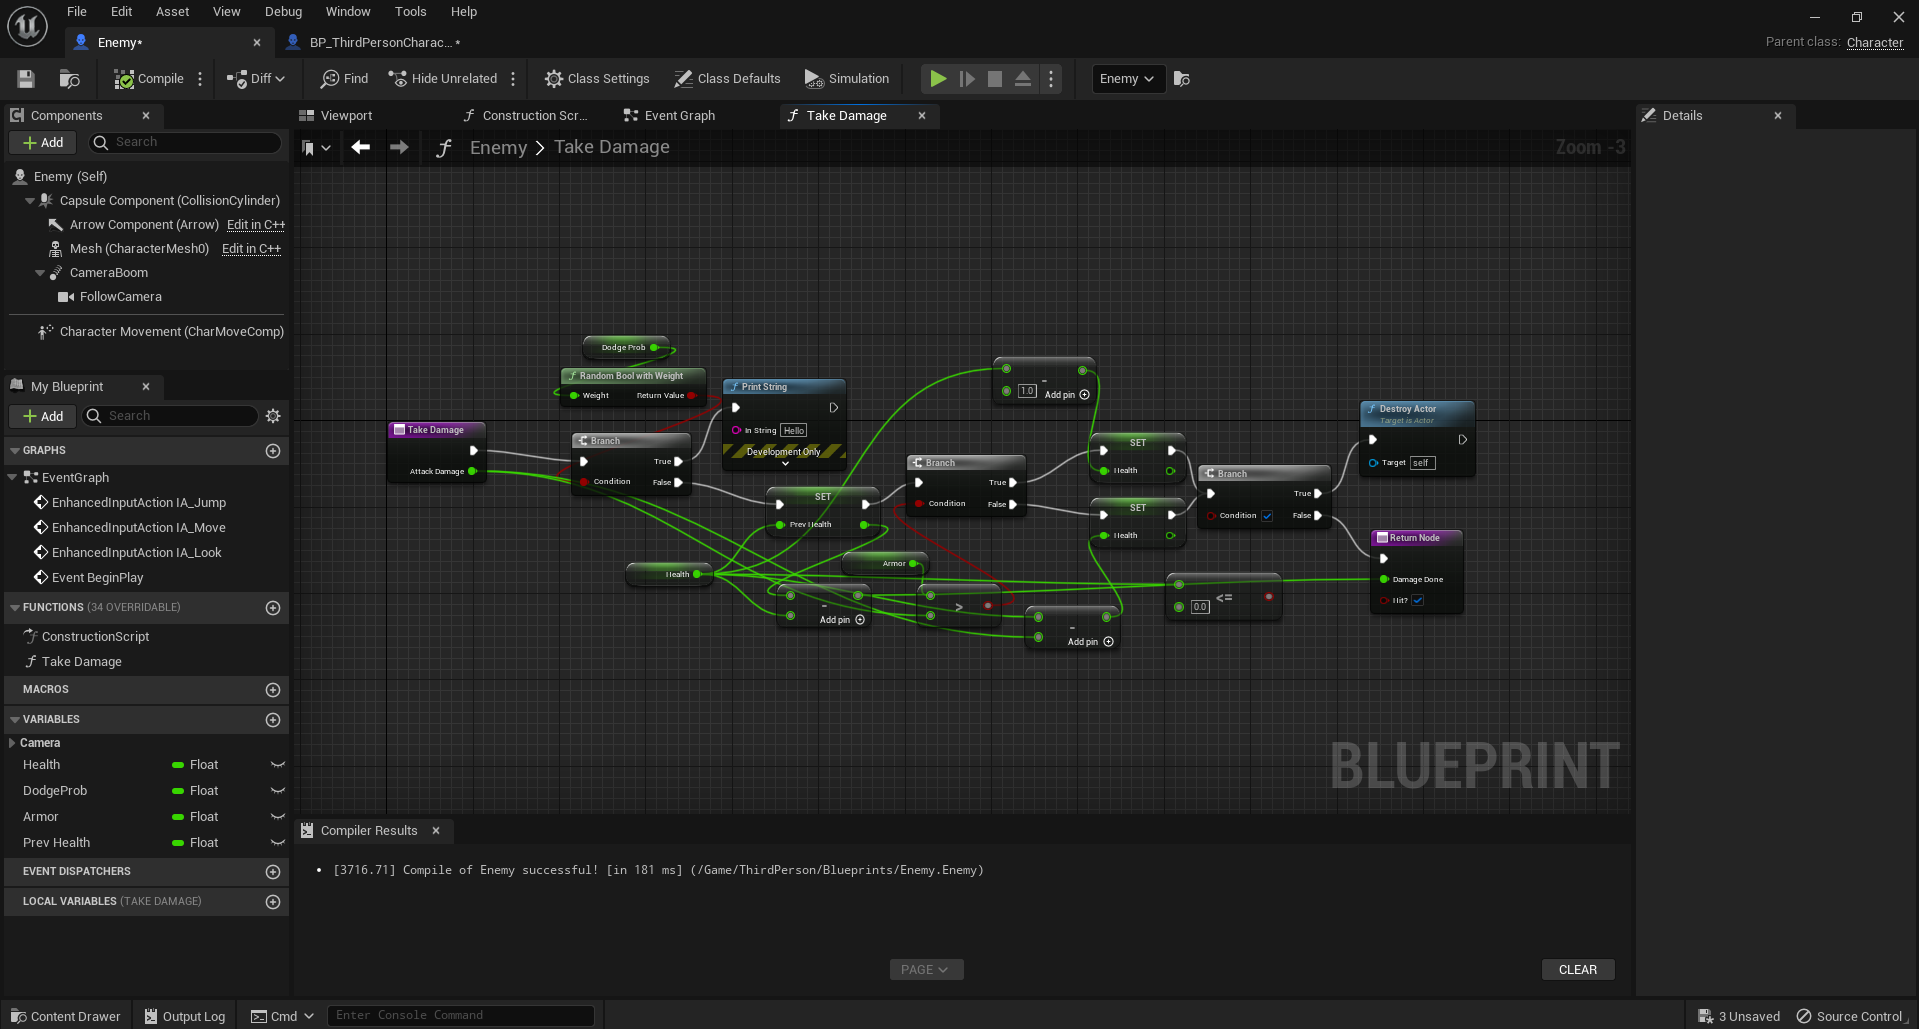 File Edit Asset View Debug Window Tools Help
Enemy* BP_ThirdPersonCharac... *
Parent class: Character
Compile Diff Find Hide Unrelated Class Settings Class Defaults Simulation Enemy
Components
Add Search
Enemy (Self)
Capsule Component (CollisionCylinder)
Arrow Component (Arrow) Edit in C++
Mesh (CharacterMesh0) Edit in C++
CameraBoom
FollowCamera
Character Movement (CharMoveComp)
My Blueprint
Add Search
GRAPHS
EventGraph
EnhancedInputAction IA_Jump
EnhancedInputAction IA_Move
EnhancedInputAction IA_Look
Event BeginPlay
FUNCTIONS (34 OVERRIDABLE)
ConstructionScript
Take Damage
MACROS
VARIABLES
Camera
Health Float
DodgeProb Float
Armor Float
Prev Health Float
EVENT DISPATCHERS
LOCAL VARIABLES (TAKE DAMAGE)
Viewport Construction Scr... Event Graph Take Damage
Enemy > Take Damage
Zoom -3
Dodge Prob
Random Bool with Weight
Weight Return Value
Print String
In String Hello
Development Only
Take Damage
Attack Damage
Branch
True
Condition False
SET
Prev Health
Health
Armor
-
Add pin
>
-
Add pin
Branch
True
Condition False
-
1.0 Add pin
SET
Health
SET
Health
Branch
True
Condition False
<=
0.0
Destroy Actor
Target is Actor
Target self
Return Node
Damage Done
Hit?
BLUEPRINT
Compiler Results
[3716.71] Compile of Enemy successful! [in 181 ms] (/Game/ThirdPerson/Blueprints/Enemy.Enemy)
PAGE CLEAR
Details
Content Drawer Output Log Cmd Enter Console Command 3 Unsaved Source Control